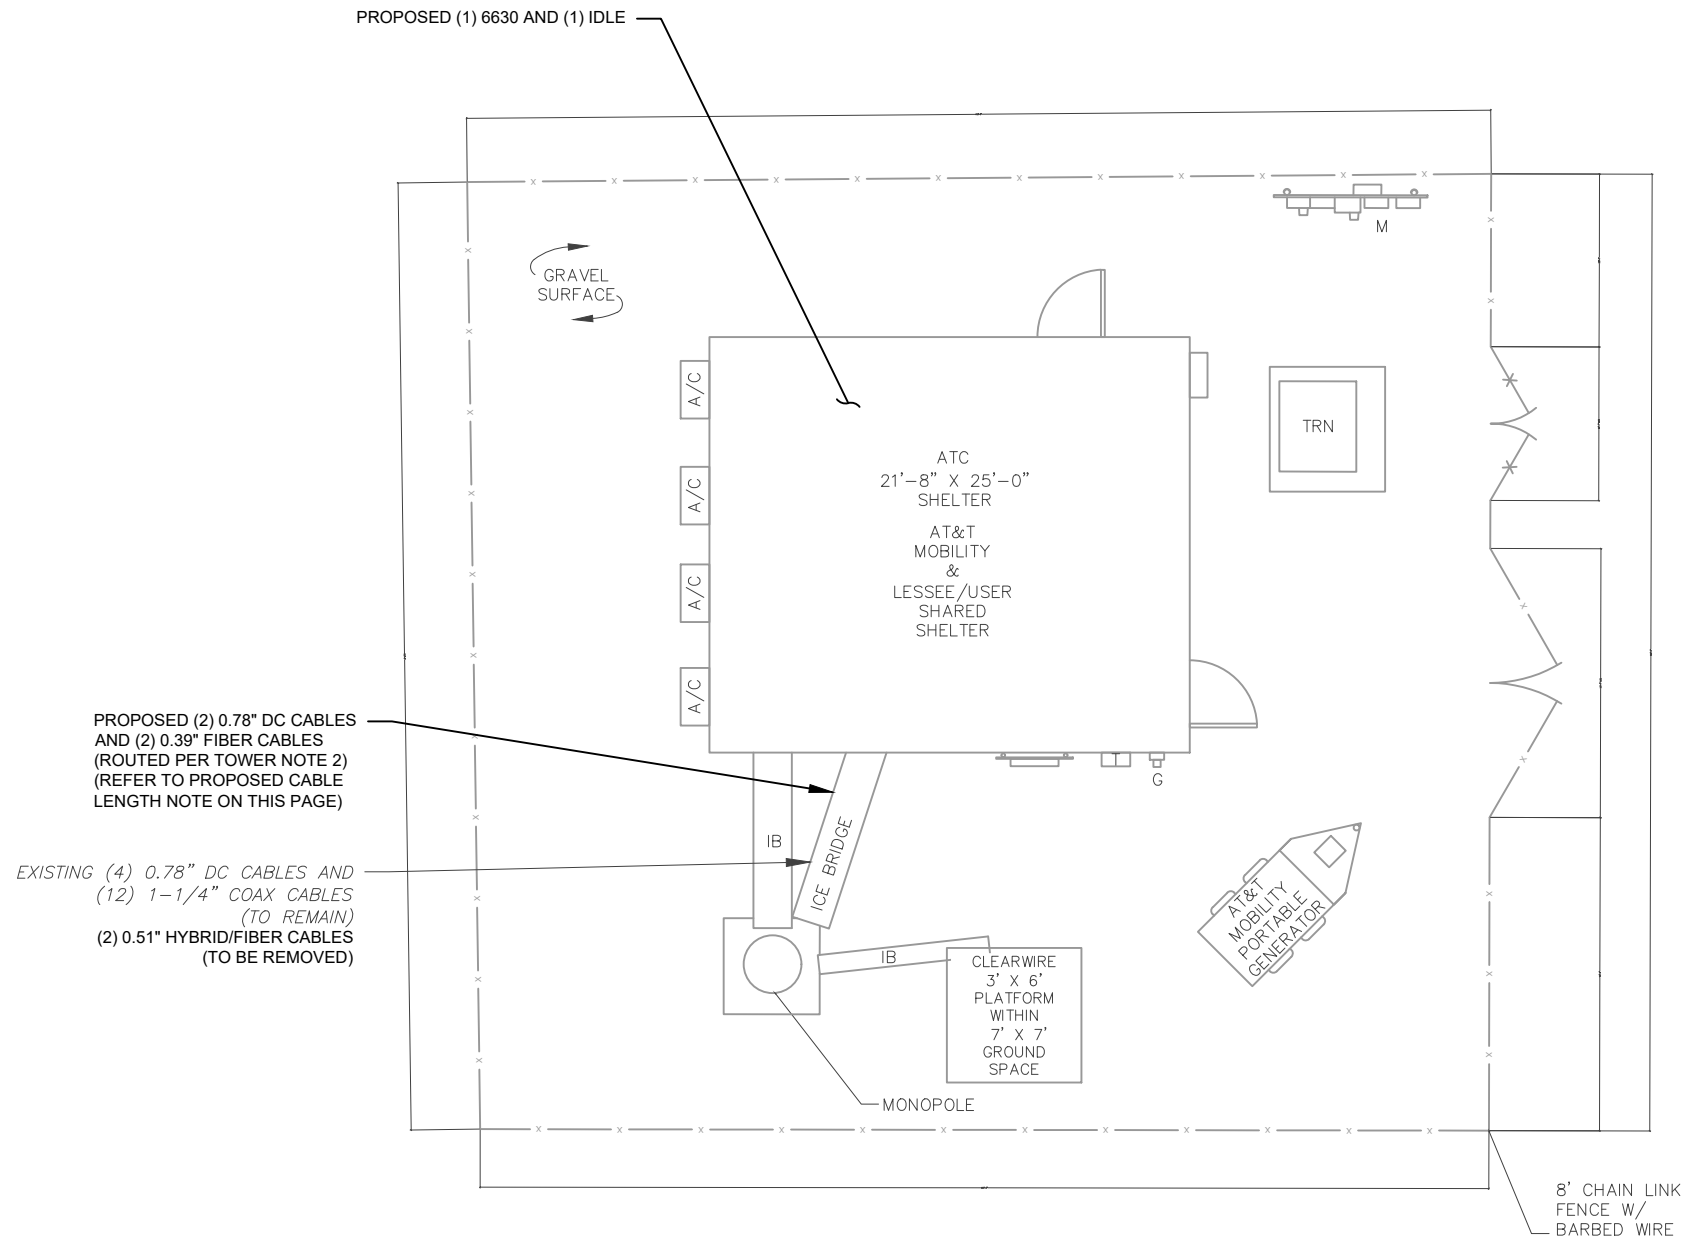 PROPOSED (1) 6630 AND (1) IDLE
M
GRAVEL
SURFACE
A/C
A/C
A/C
A/C
ATC
21'-8" X 25'-0"
SHELTER
AT&T
MOBILITY
&
LESSEE/USER
SHARED
SHELTER
TRN
PROPOSED (2) 0.78" DC CABLES
AND (2) 0.39" FIBER CABLES
(ROUTED PER TOWER NOTE 2)
(REFER TO PROPOSED CABLE
LENGTH NOTE ON THIS PAGE)
T
G
IB
ICE BRIDGE
EXISTING (4) 0.78" DC CABLES AND
(12) 1-1/4" COAX CABLES
(TO REMAIN)
(2) 0.51" HYBRID/FIBER CABLES
(TO BE REMOVED)
AT&T
MOBILITY
PORTABLE
GENERATOR
IB
CLEARWIRE
3' X 6'
PLATFORM
WITHIN
7' X 7'
GROUND
SPACE
MONOPOLE
8' CHAIN LINK
FENCE W/
BARBED WIRE